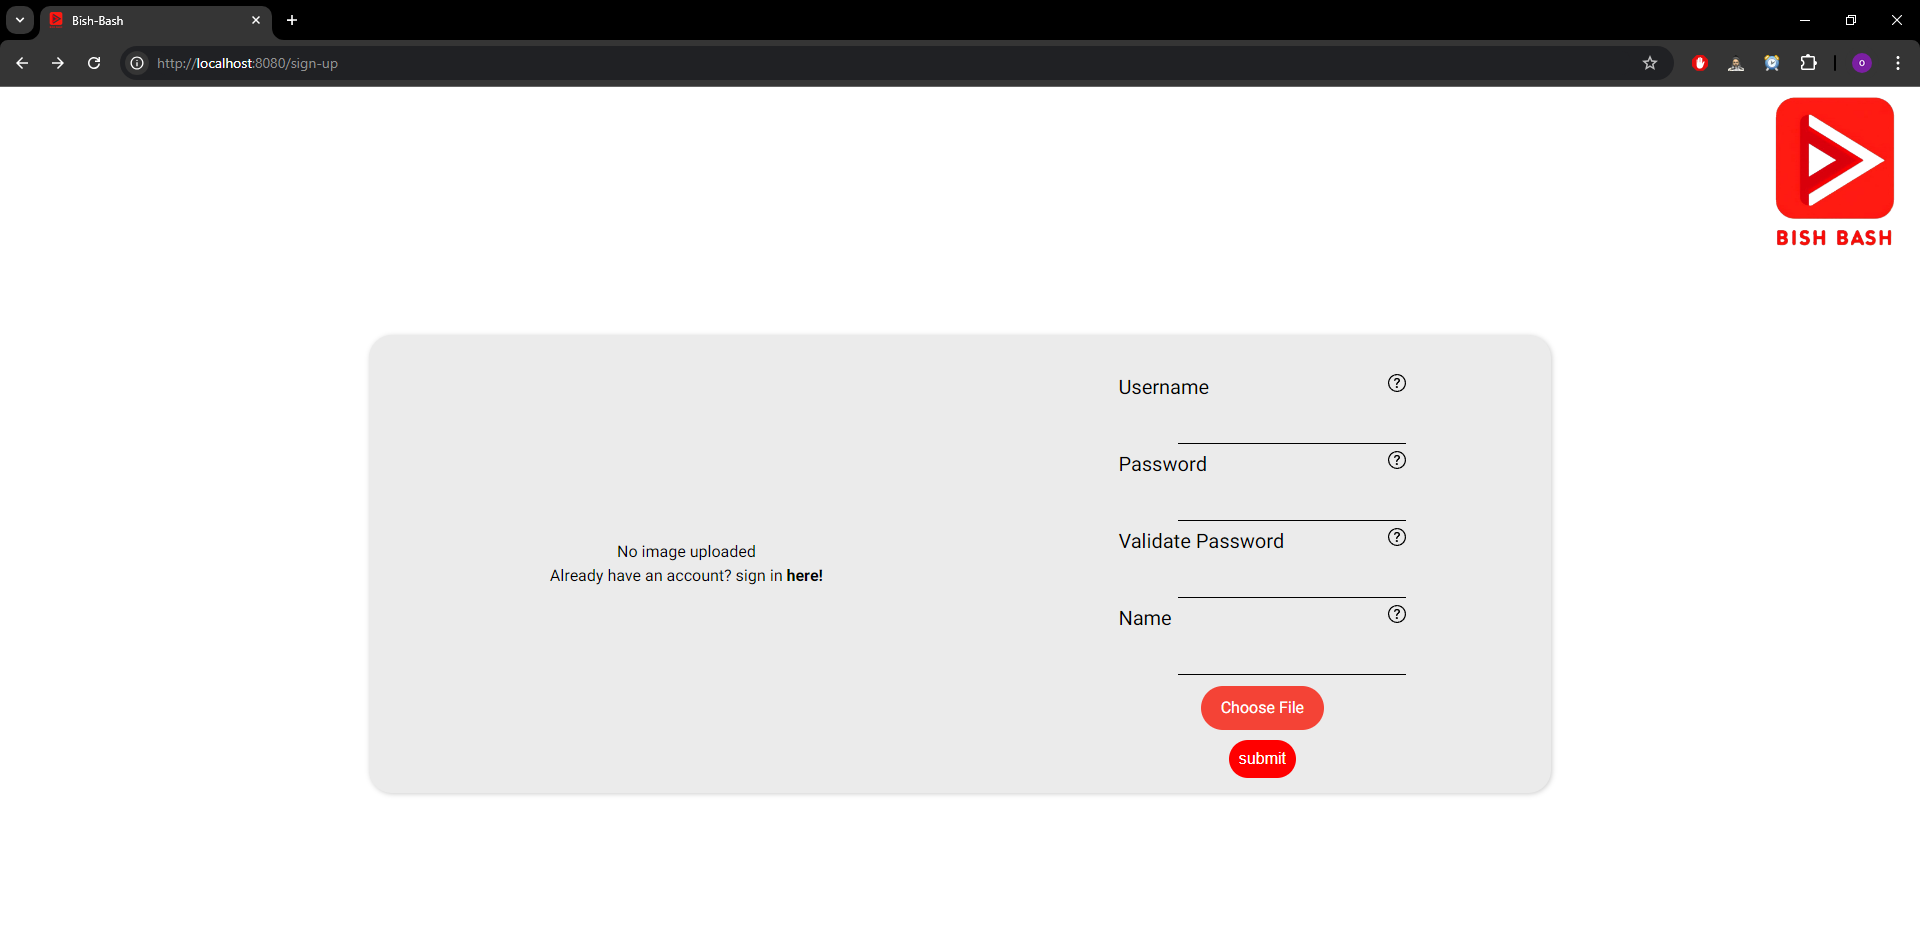 Bish-Bash
http://localhost:8080/sign-up
o
BISH BASH
Username
?
Password
?
Validate Password
?
Name
?
No image uploaded
Already have an account? sign in here!
Choose File
submit